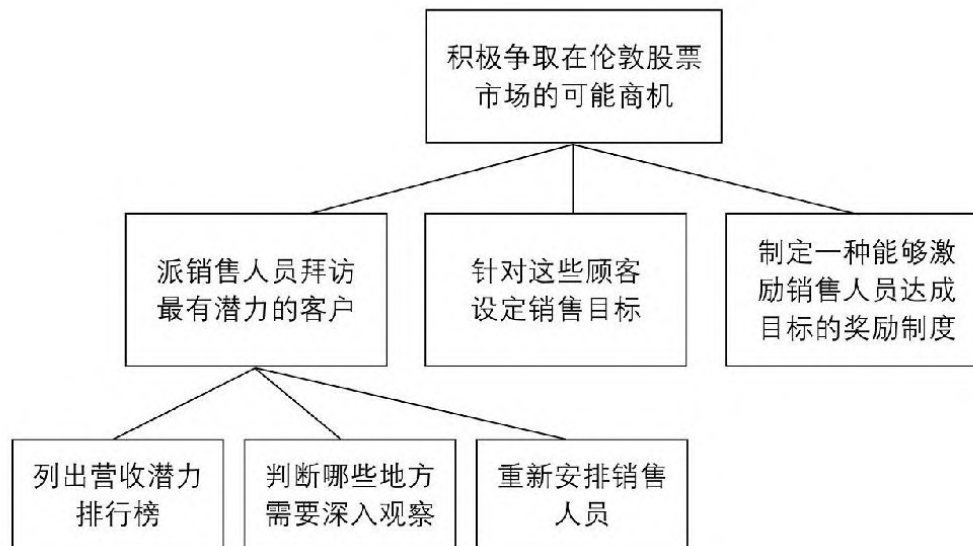 积极争取在伦敦股票
市场的可能商机
派销售人员拜访
最有潜力的客户
针对这些顾客
设定销售目标
制定一种能够激
励销售人员达成
目标的奖励制度
列出营收潜力
排行榜
判断哪些地方
需要深入观察
重新安排销售
人员